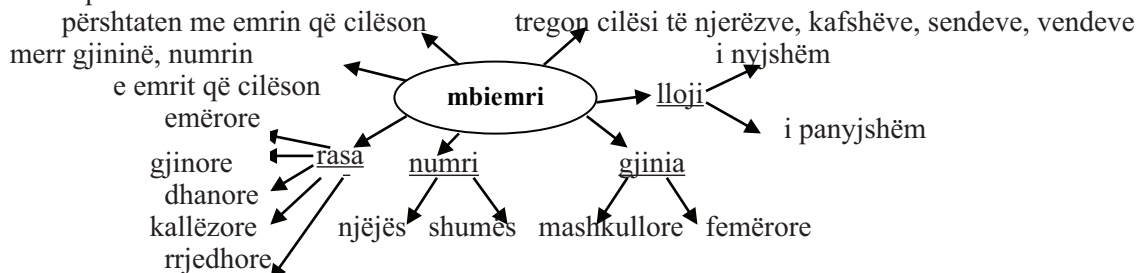 përshtaten me emrin që cilëson tregon cilësi të njerëzve, kafshëve, sendeve, vendeve
merr gjininë, numrin i nyjshëm
e emrit që cilëson mbiemri lloji
emërore i panyjshëm
gjinore rasa numri gjinia
dhanore
kallëzore njëjës shumës mashkullore femërore
rrjedhore